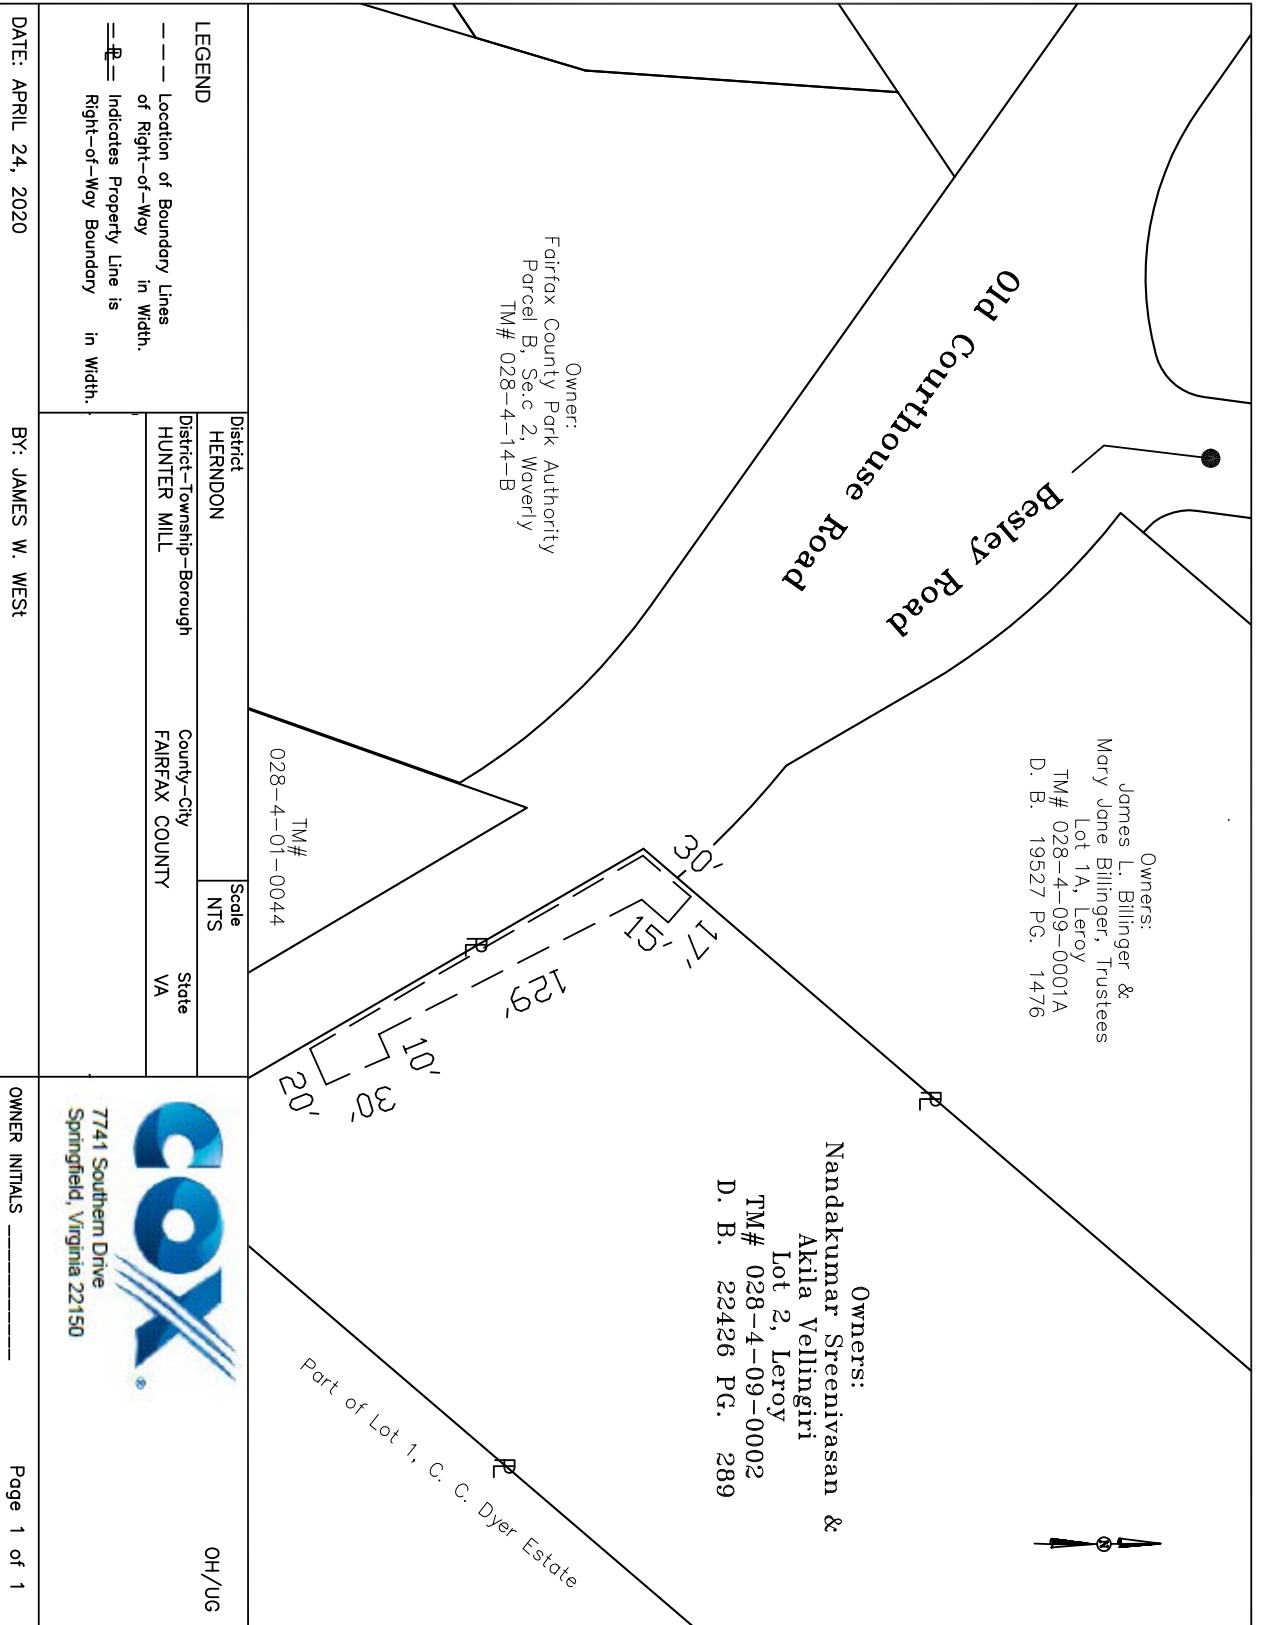 Old Courthouse Road
Besley Road
Owner:
Fairfax County Park Authority
Parcel B, Se.c 2, Waverly
TM# 028-4-14-B
Owners:
James L. Billinger &
Mary Jane Billinger, Trustees
Lot 1A, Leroy
TM# 028-4-09-0001A
D. B. 19527 PG. 1476
30'
17'
15'
129'
10'
30'
20'
PL
PL
PL
TM#
028-4-01-0044
Owners:
Nandakumar Sreenivasan &
Akila Vellingiri
Lot 2, Leroy
TM# 028-4-09-0002
D. B. 22426 PG. 289
N
Part of Lot 1, C. C. Dyer Estate
LEGEND
--- Location of Boundary Lines
of Right-of-Way in Width.
=PL= Indicates Property Line is
Right-of-Way Boundary in Width.
District
HERNDON
Scale
NTS
District-Township-Borough
HUNTER MILL
County-City
FAIRFAX COUNTY
State
VA
COX®
7741 Southern Drive
Springfield, Virginia 22150
OH/UG
DATE: APRIL 24, 2020
BY: JAMES W. WESt
OWNER INITIALS __________
Page 1 of 1